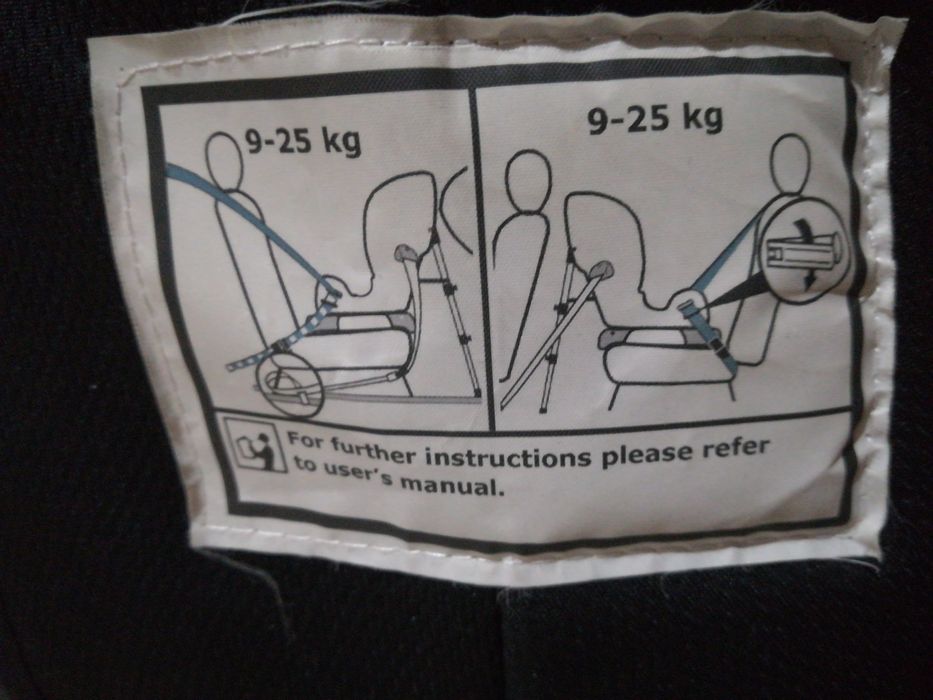 9-25 kg
9-25 kg
For further instructions please refer
to user's manual.